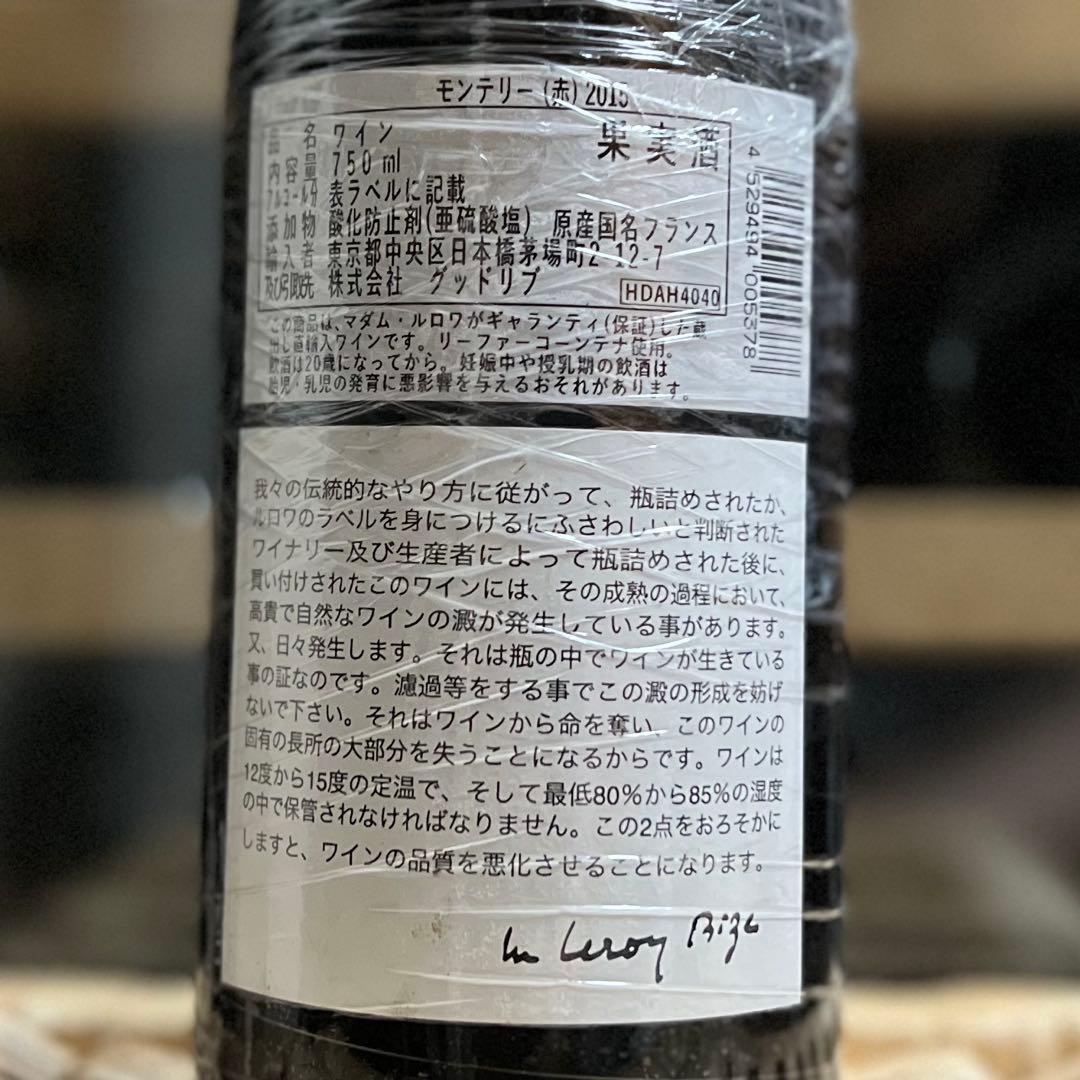 モンテリー (赤) 2015
品名 ワイン 果実酒
内容量 750 ml
アルコール分 表ラベルに記載
添加物 酸化防止剤(亜硫酸塩) 原産国名フランス
輸入者 東京都中央区日本橋茅場町2-12-7
及び引取先 株式会社 グッドリブ HDAH4040
この商品は、マダム・ルロワがギャランティ(保証)した蔵
出し直輸入ワインです。リーファーコーンテナ使用。
飲酒は20歳になってから。妊娠中や授乳期の飲酒は
胎児・乳児の発育に悪影響を与えるおそれがあります。
4 529494 005378
我々の伝統的なやり方に従がって、瓶詰めされたか、
ルロワのラベルを身につけるにふさわしいと判断された
ワイナリー及び生産者によって瓶詰めされた後に、
買い付けされたこのワインには、その成熟の過程において、
高貴で自然なワインの澱が発生している事があります。
又、日々発生します。それは瓶の中でワインが生きている
事の証なのです。濾過等をする事でこの澱の形成を妨げ
ないで下さい。それはワインから命を奪い、このワインの
固有の長所の大部分を失うことになるからです。ワインは
12度から15度の定温で、そして最低80%から85%の湿度
の中で保管されなければなりません。この2点をおろそかに
しますと、ワインの品質を悪化させることになります。
Leroy Bize